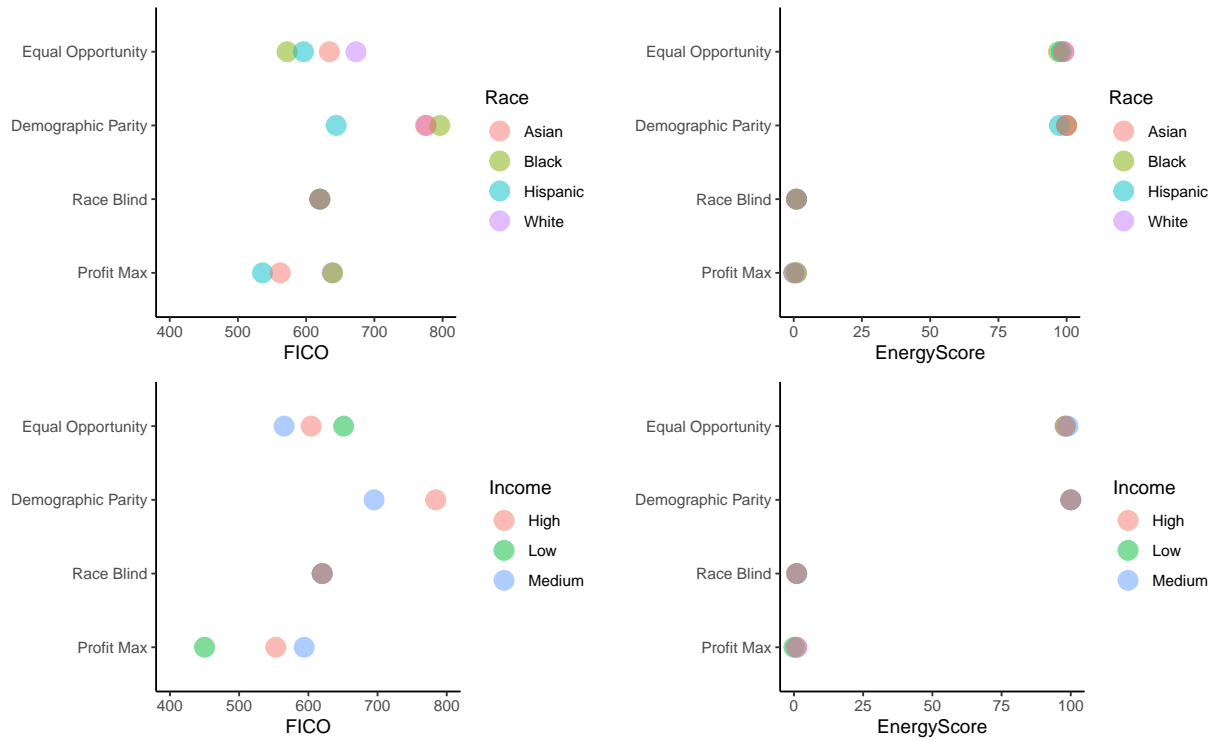 Equal Opportunity
Demographic Parity
Race Blind
Profit Max
400 500 600 700 800
FICO
Race
Asian
Black
Hispanic
White
Equal Opportunity
Demographic Parity
Race Blind
Profit Max
0 25 50 75 100
EnergyScore
Race
Asian
Black
Hispanic
White
Equal Opportunity
Demographic Parity
Race Blind
Profit Max
400 500 600 700 800
FICO
Income
High
Low
Medium
Equal Opportunity
Demographic Parity
Race Blind
Profit Max
0 25 50 75 100
EnergyScore
Income
High
Low
Medium